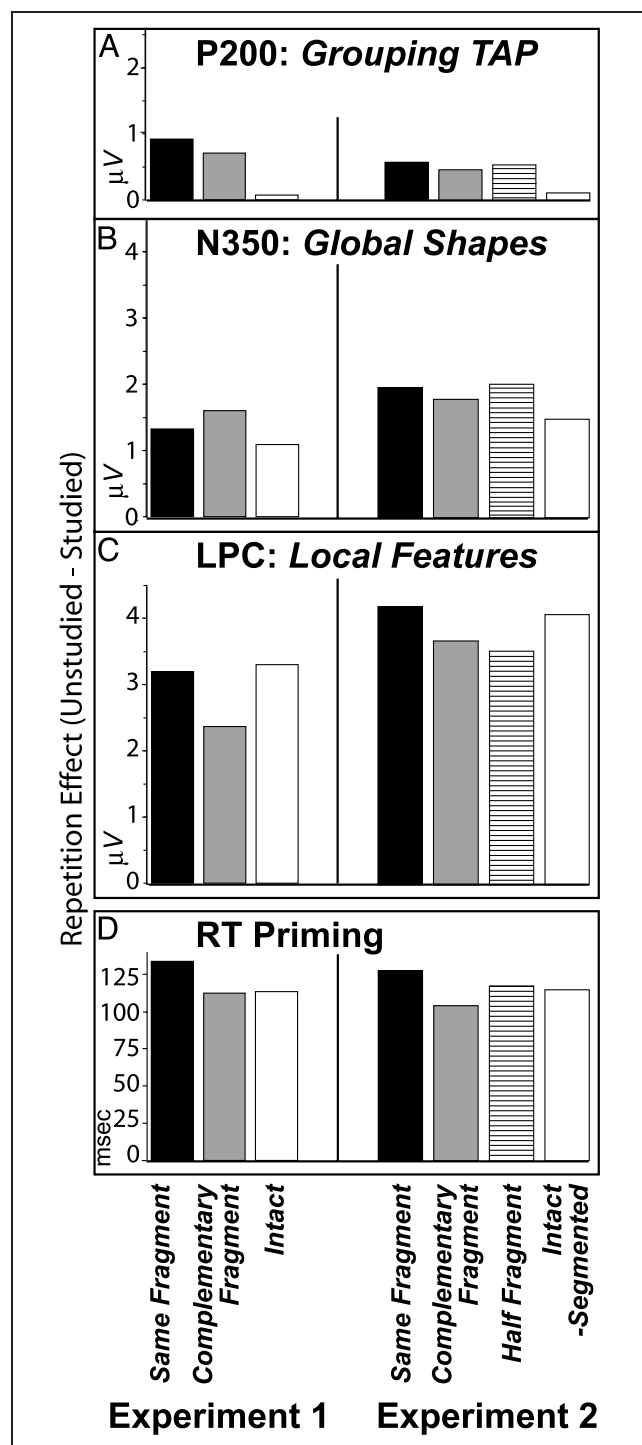 A
P200: Grouping TAP
2
1
0
μV
B
N350: Global Shapes
4
3
2
1
0
μV
C
LPC: Local Features
4
3
2
1
0
μV
D
RT Priming
125
100
75
50
25
0
msec
Repetition Effect (Unstudied - Studied)
Same Fragment
Complementary
Fragment
Intact
Same Fragment
Complementary
Fragment
Half Fragment
Intact
-Segmented
Experiment 1
Experiment 2